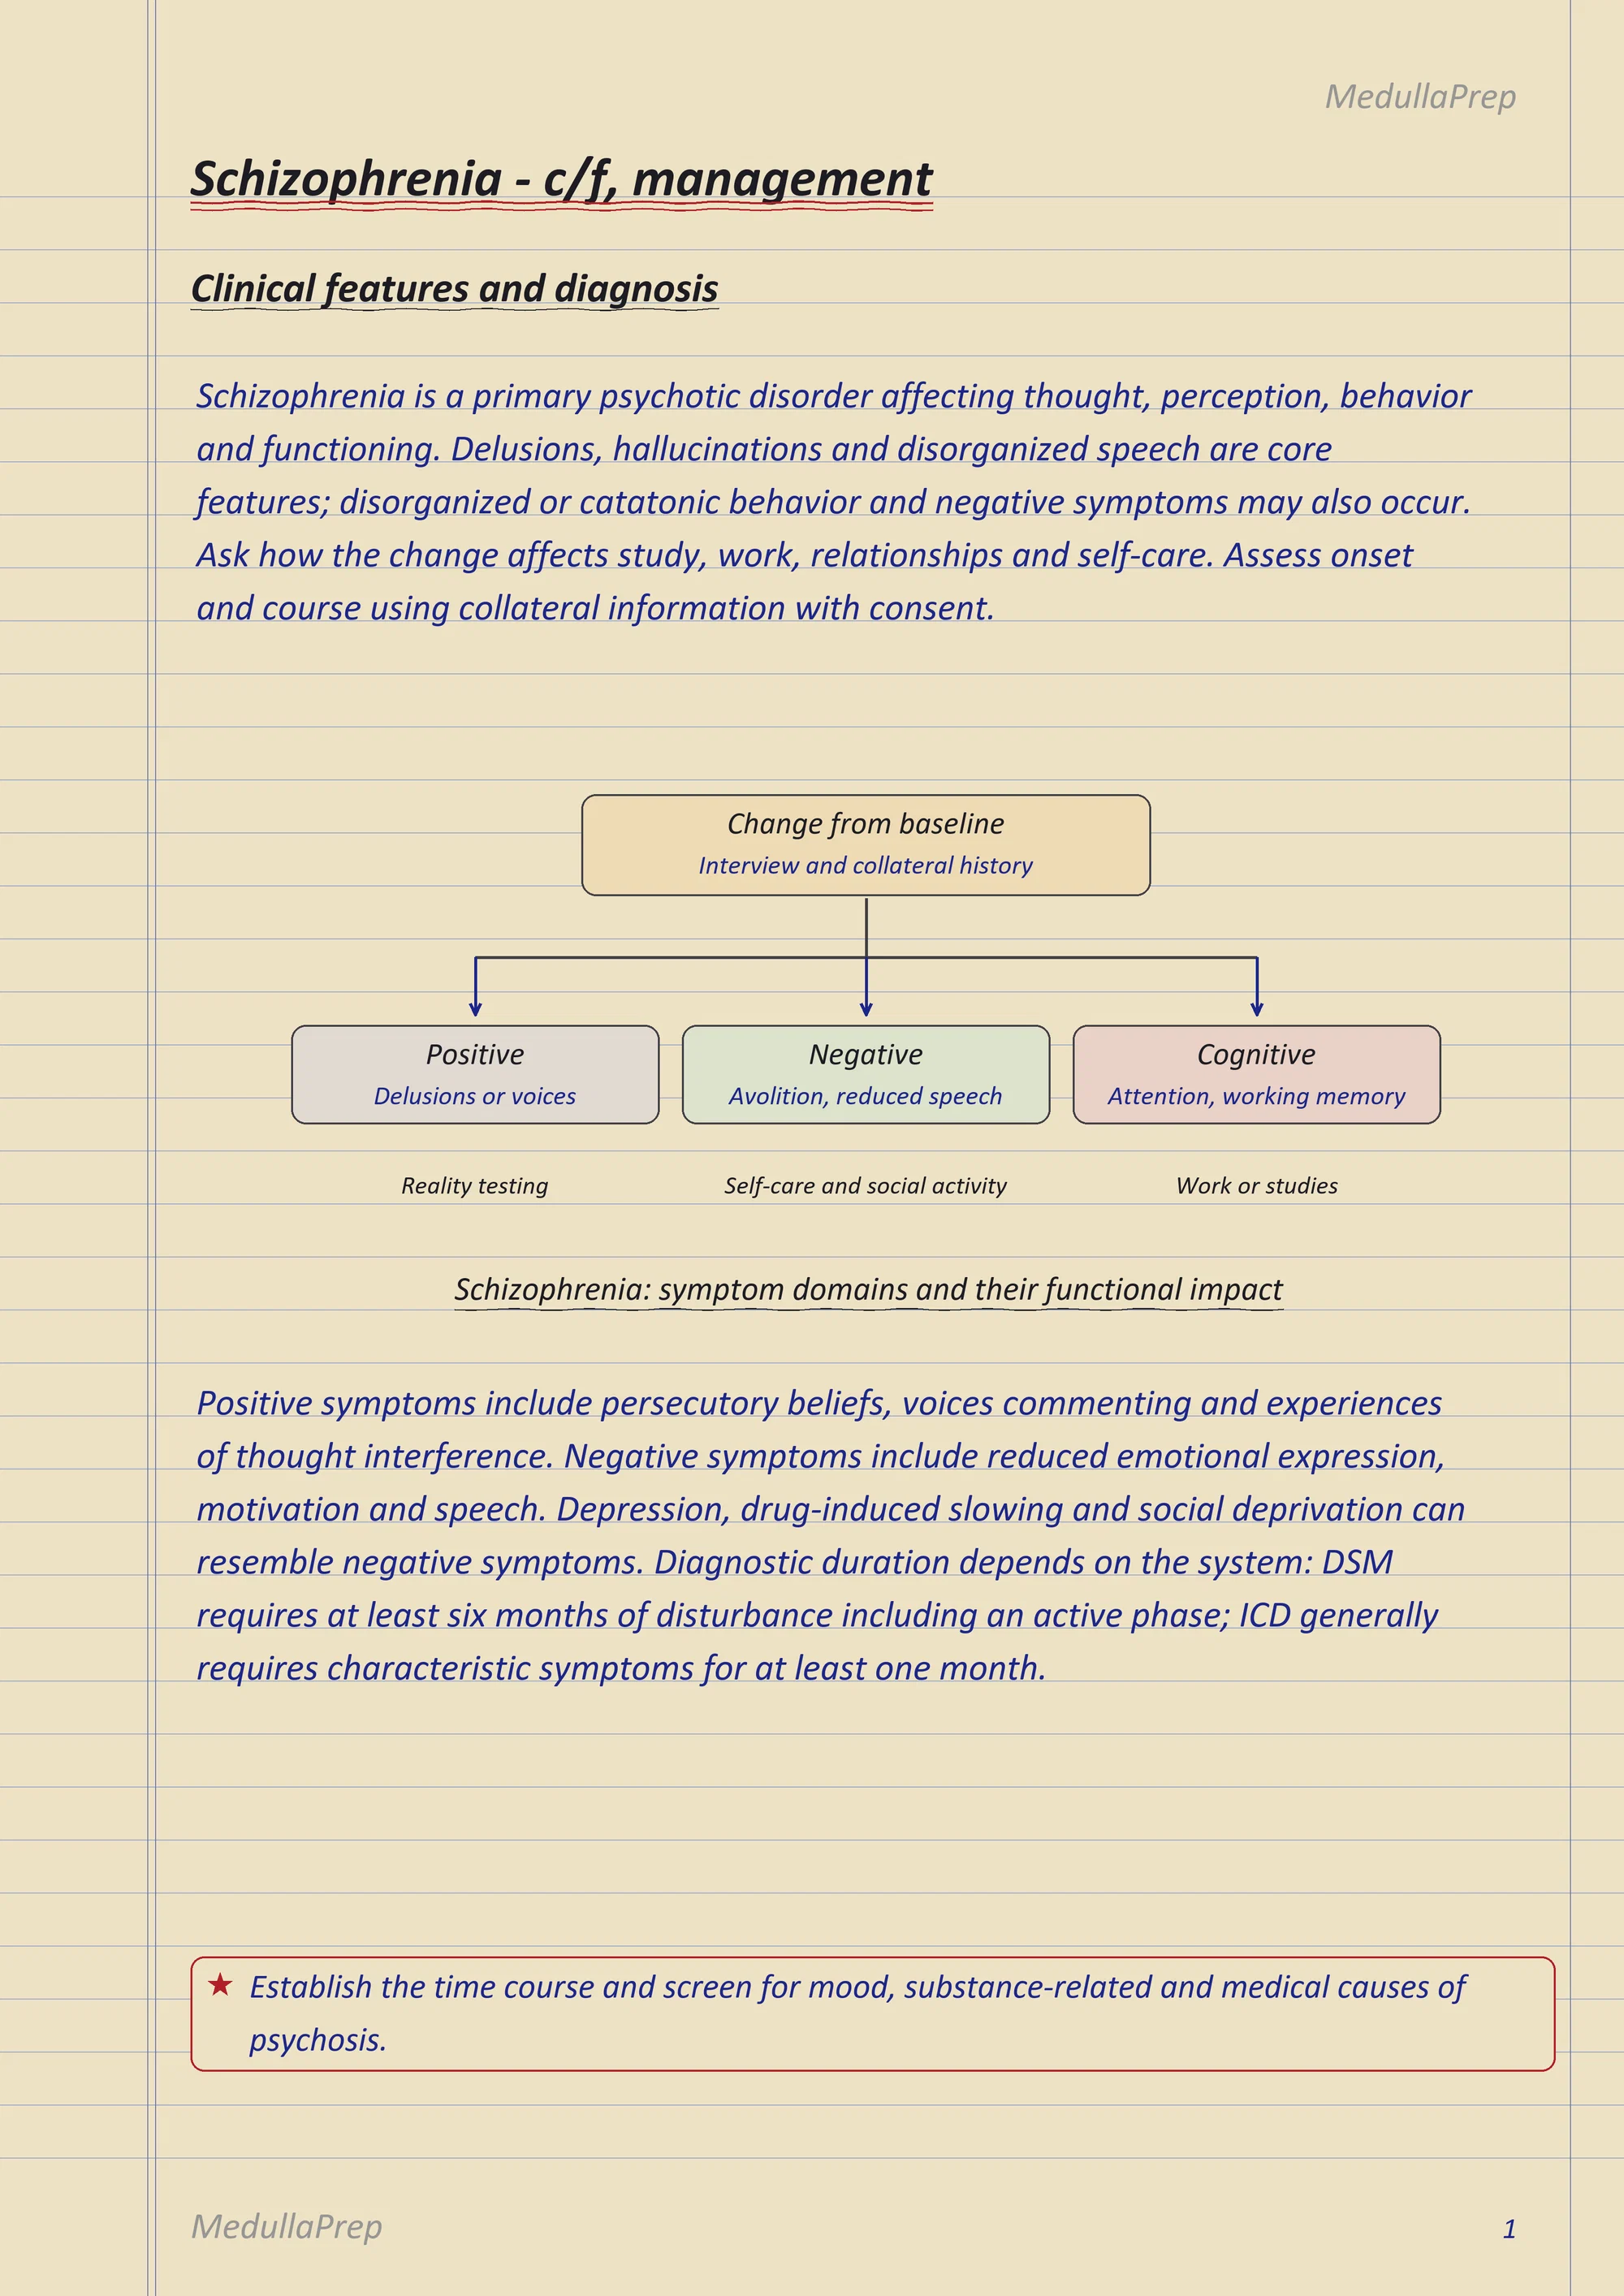 MedullaPrep
Schizophrenia - c/f, management
Clinical features and diagnosis
Schizophrenia is a primary psychotic disorder affecting thought, perception, behavior
and functioning. Delusions, hallucinations and disorganized speech are core
features; disorganized or catatonic behavior and negative symptoms may also occur.
Ask how the change affects study, work, relationships and self-care. Assess onset
and course using collateral information with consent.
Change from baseline
Interview and collateral history
Positive
Delusions or voices
Negative
Avolition, reduced speech
Cognitive
Attention, working memory
Reality testing
Self-care and social activity
Work or studies
Schizophrenia: symptom domains and their functional impact
Positive symptoms include persecutory beliefs, voices commenting and experiences
of thought interference. Negative symptoms include reduced emotional expression,
motivation and speech. Depression, drug-induced slowing and social deprivation can
resemble negative symptoms. Diagnostic duration depends on the system: DSM
requires at least six months of disturbance including an active phase; ICD generally
requires characteristic symptoms for at least one month.
★ Establish the time course and screen for mood, substance-related and medical causes of
psychosis.
MedullaPrep
1